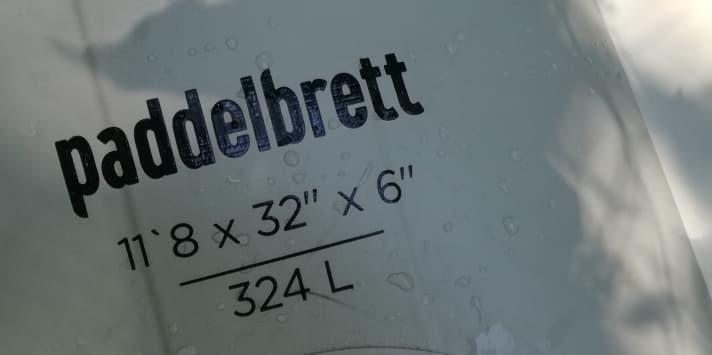 paddelbrett
11`8 x 32" x 6"
324 L